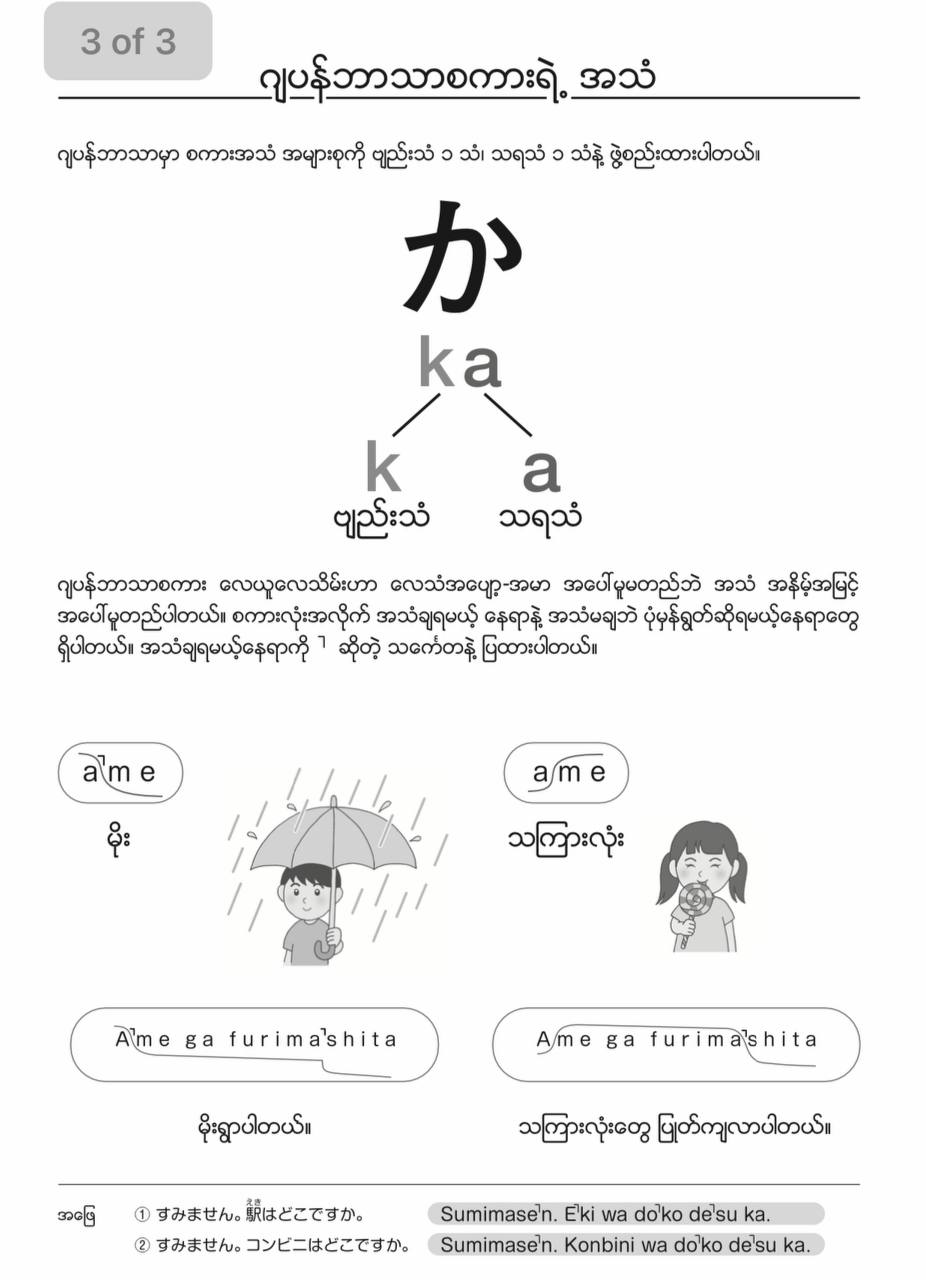 3 of 3
ဂျပန်ဘာသာစကားရဲ့ အသံ
ဂျပန်ဘာသာမှာ စကားအသံ အများစုကို ဗျည်းသံ ၁ သံ၊ သရသံ ၁ သံနဲ့ ဖွဲ့စည်းထားပါတယ်။
か
ka
k a
ဗျည်းသံ သရသံ
ဂျပန်ဘာသာစကား လေယူလေသိမ်းဟာ လေသံအပျော့-အမာ အပေါ်မူမတည်ဘဲ အသံ အနိမ့်အမြင့်
အပေါ်မူတည်ပါတယ်။ စကားလုံးအလိုက် အသံချရမယ့် နေရာနဲ့ အသံမချဘဲ ပုံမှန်ရွတ်ဆိုရမယ့်နေရာတွေ
ရှိပါတယ်။ အသံချရမယ့်နေရာကို ˥ ဆိုတဲ့ သင်္ကေတနဲ့ ပြထားပါတယ်။
a˥me
ame
မိုး
သကြားလုံး
A˥me ga furima˥shita
Ame ga furima˥shita
မိုးရွာပါတယ်။
သကြားလုံးတွေ ပြုတ်ကျလာပါတယ်။
အဖြေ
えき
① すみません。駅はどこですか。 Sumimase˥n. E˥ki wa do˥ko de˥su ka.
② すみません。コンビニはどこですか。 Sumimase˥n. Konbini wa do˥ko de˥su ka.